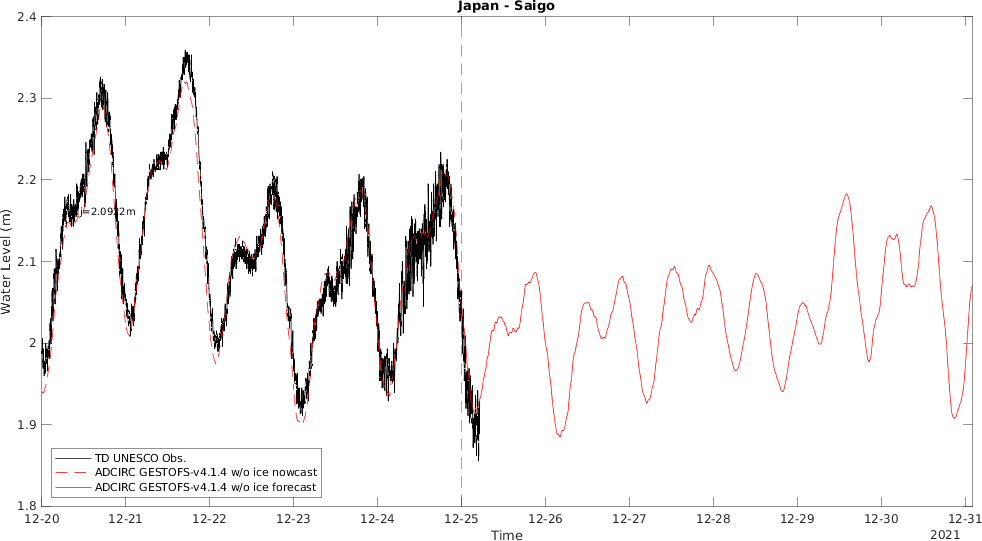 Japan - Saigo
2.4
2.3
2.2
2.1
2
1.9
1.8
Water Level (m)
=2.0922m
TD UNESCO Obs.
ADCIRC GESTOFS-v4.1.4 w/o ice nowcast
ADCIRC GESTOFS-v4.1.4 w/o ice forecast
12-20 12-21 12-22 12-23 12-24 12-25 12-26 12-27 12-28 12-29 12-30 12-31
Time
2021